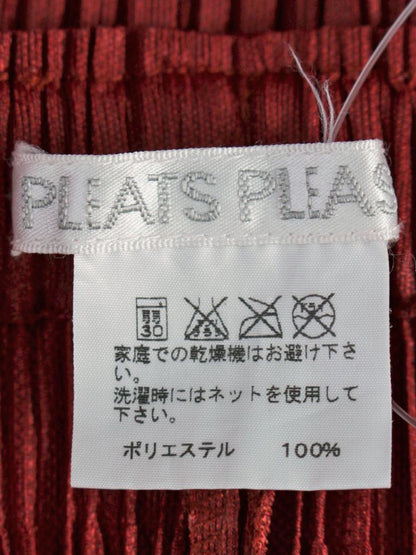 PLEATS PLEAS
弱
30
家庭での乾燥機はお避け下さ
い。
洗濯時にはネットを使用して
下さい。
ポリエステル 100%